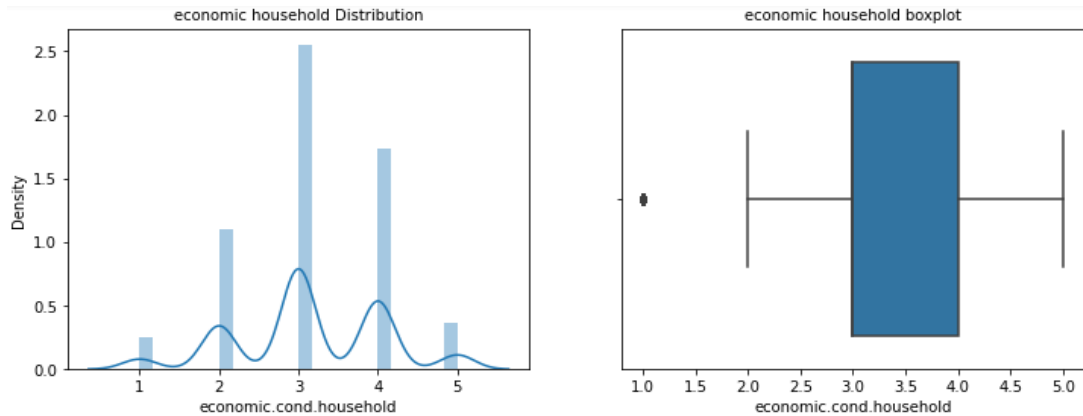 economic household Distribution
2.5
2.0
1.5
1.0
0.5
0.0
Density
1 2 3 4 5
economic.cond.household
economic household boxplot
1.0 1.5 2.0 2.5 3.0 3.5 4.0 4.5 5.0
economic.cond.household